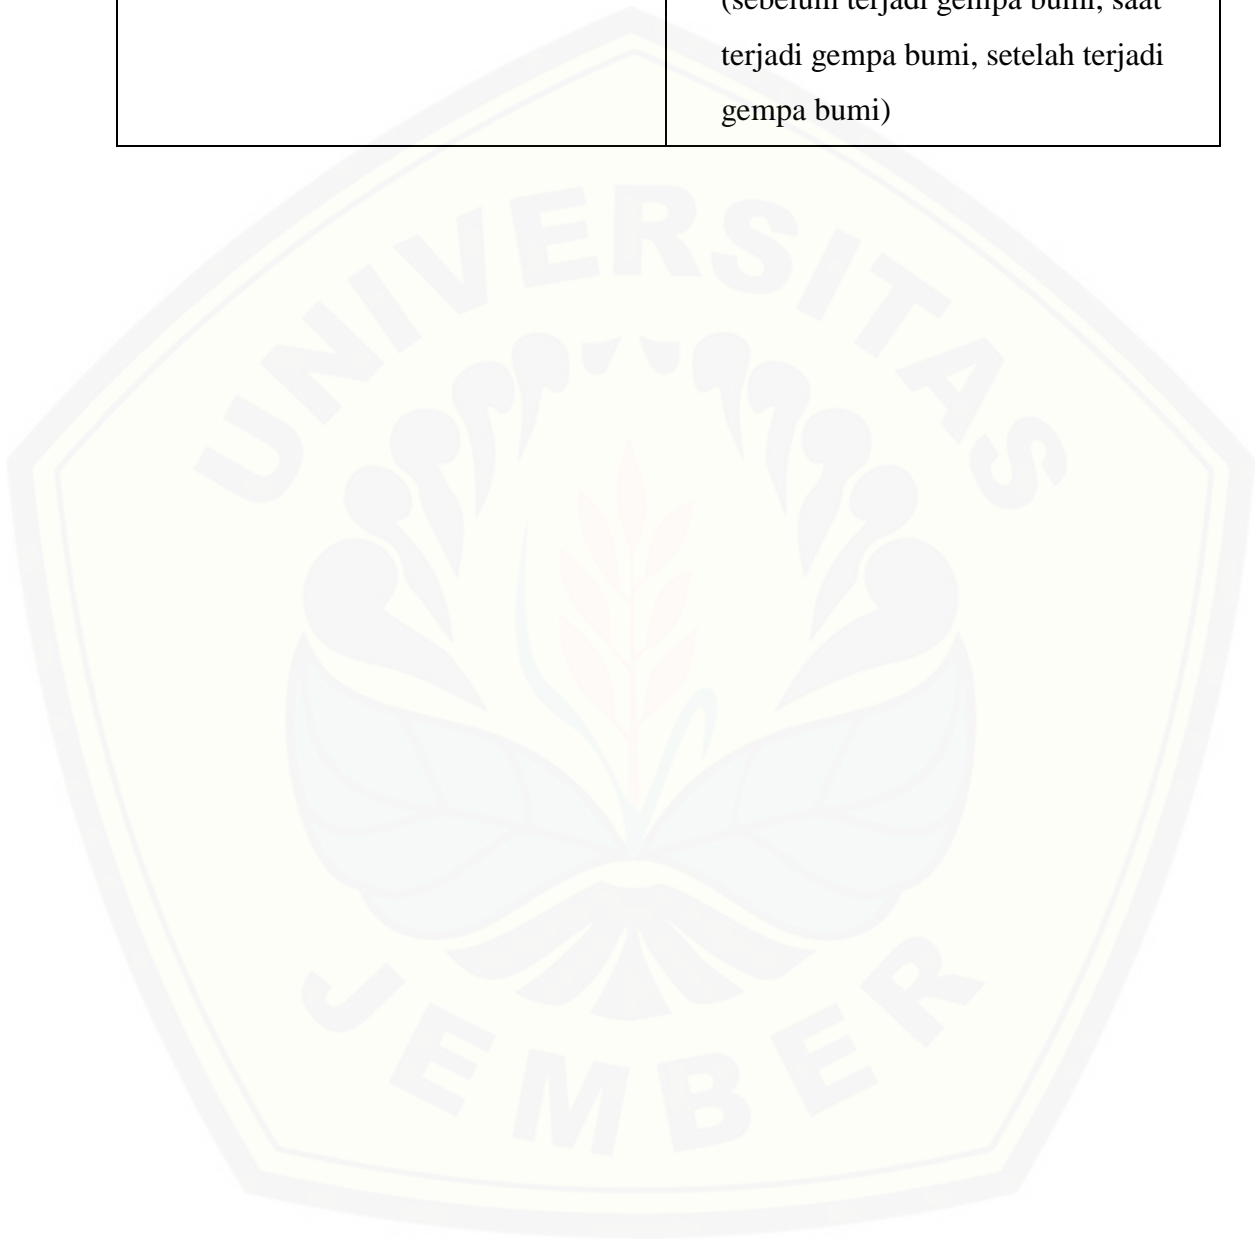 (sebelum terjadi gempa bumi, saat
terjadi gempa bumi, setelah terjadi
gempa bumi)
UNIVERSITAS
JEMBER